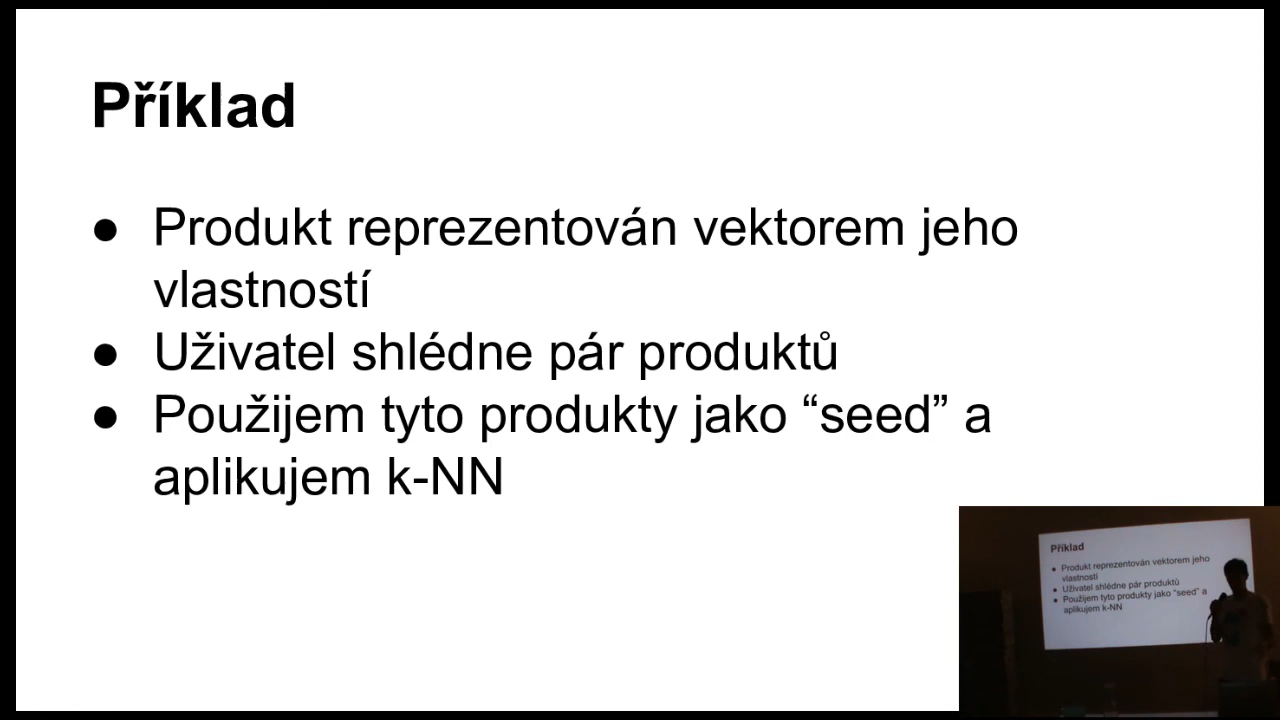 Příklad
● Produkt reprezentován vektorem jeho
vlastností
● Uživatel shlédne pár produktů
● Použijem tyto produkty jako “seed” a
aplikujem k-NN
Příklad
● Produkt reprezentován vektorem jeho
vlastností
● Uživatel shlédne pár produktů
● Použijem tyto produkty jako “seed” a
aplikujem k-NN